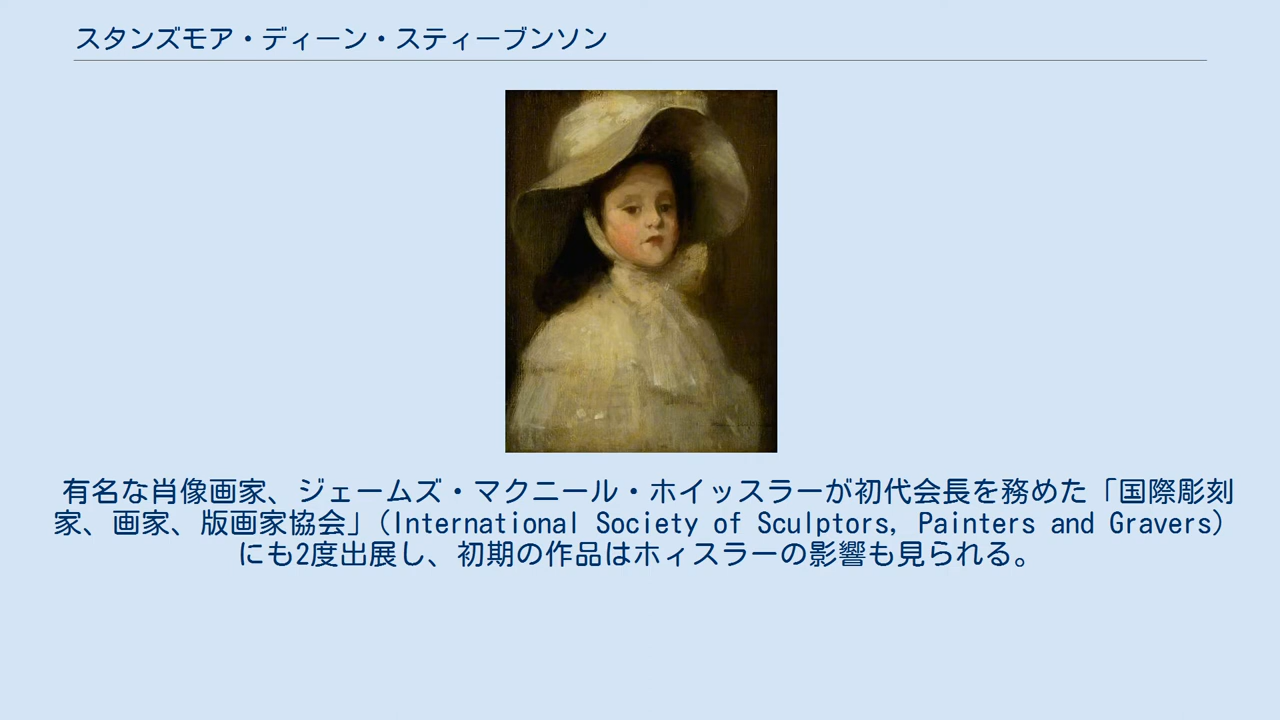 スタンズモア・ディーン・スティーブンソン
有名な肖像画家、ジェームズ・マクニール・ホイッスラーが初代会長を務めた「国際彫刻
家、画家、版画家協会」（International Society of Sculptors, Painters and Gravers）
にも2度出展し、初期の作品はホィスラーの影響も見られる。